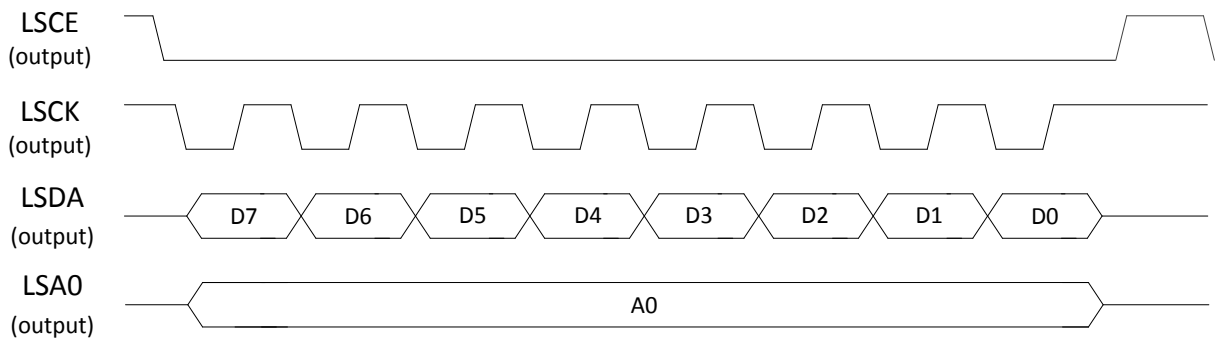 LSCE
(output)
LSCK
(output)
LSDA
(output)
D7 D6 D5 D4 D3 D2 D1 D0
LSA0
(output)
A0